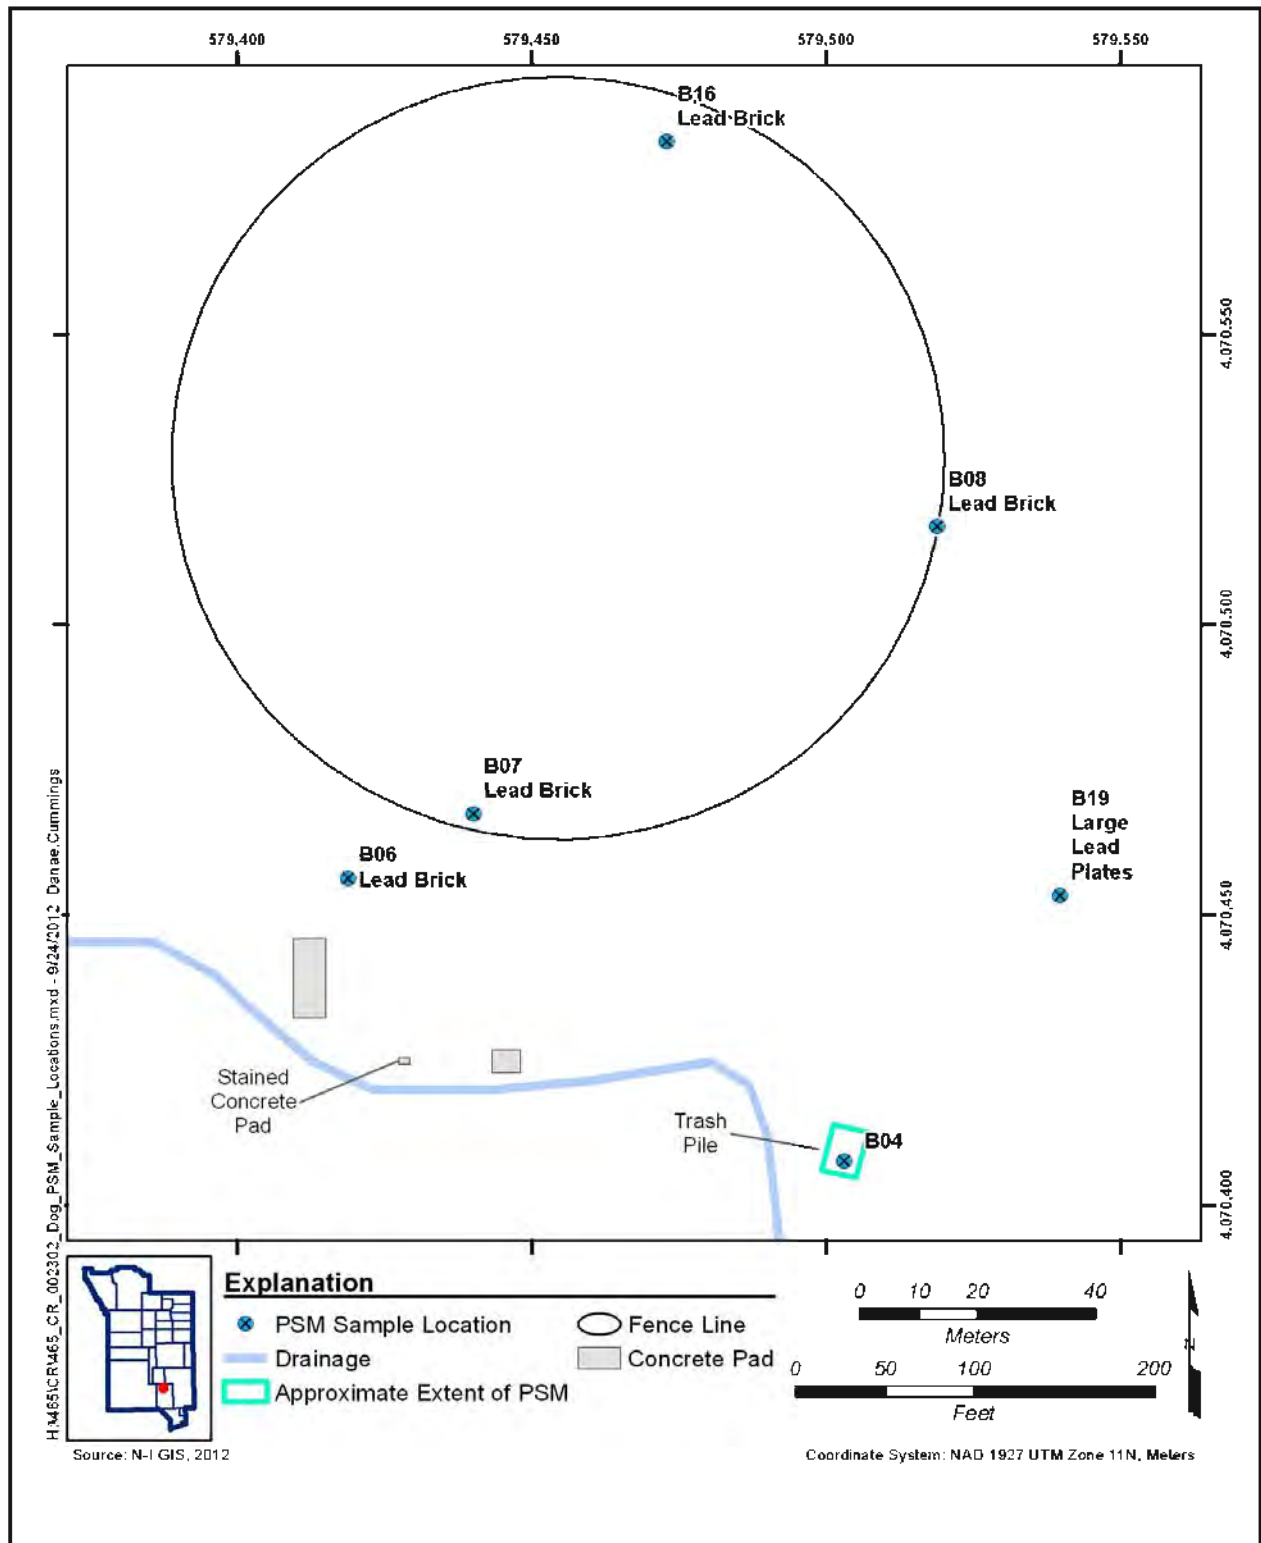 579,400
579,450
579,500
579,550
B16
Lead Brick
4,070,550
B08
Lead Brick
4,070,500
B07
Lead Brick
B19
Large
Lead
Plates
B06
Lead Brick
4,070,450
Stained
Concrete
Pad
Trash
Pile
B04
4,070,400
H:\465\CR\465_CR_002302_Dog_PSM_Sample_Locations.mxd - 9/24/2012 Danae.Cummings
Explanation
PSM Sample Location
Fence Line
Drainage
Concrete Pad
Approximate Extent of PSM
0 10 20 40
Meters
0 50 100 200
Feet
N
Source: N-I GIS, 2012
Coordinate System: NAD 1927 UTM Zone 11N, Meters